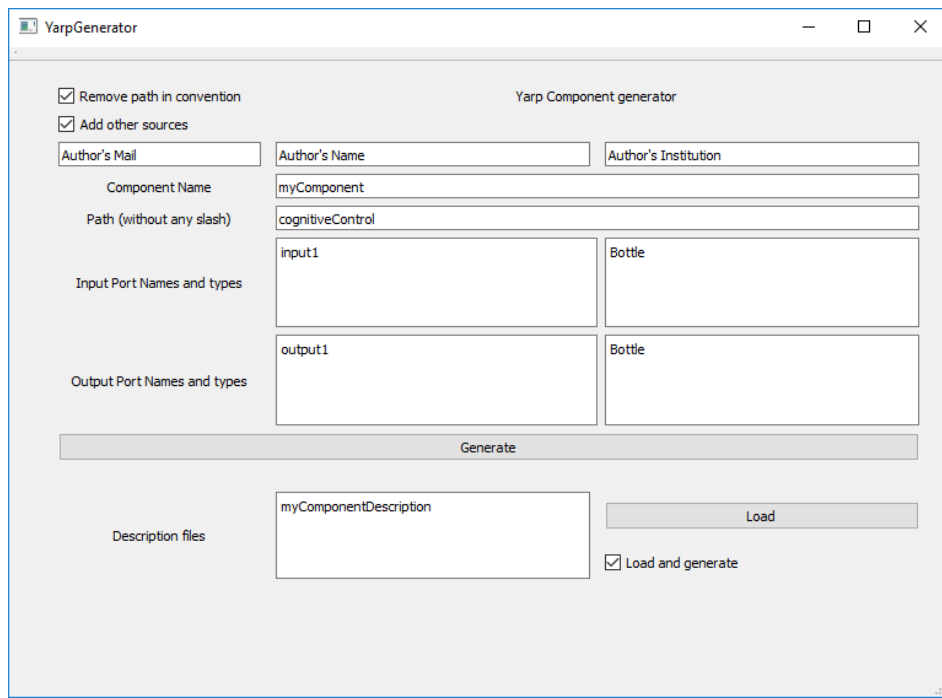 YarpGenerator
Remove path in convention
Yarp Component generator
Add other sources
Author's Mail
Author's Name
Author's Institution
Component Name
myComponent
Path (without any slash)
cognitiveControl
Input Port Names and types
input1
Bottle
Output Port Names and types
output1
Bottle
Generate
Description files
myComponentDescription
Load
Load and generate